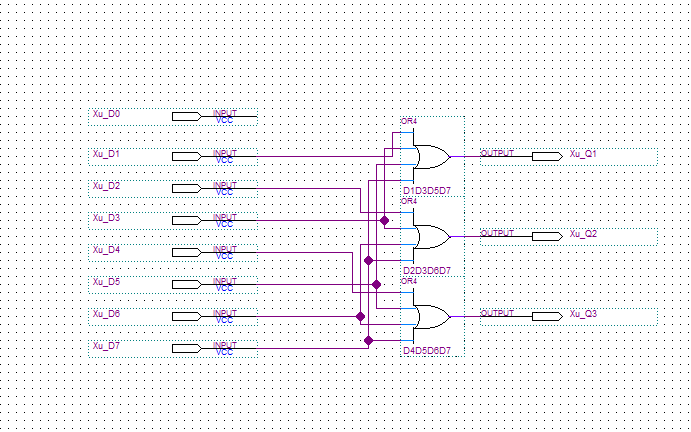 Xu_D0 INPUT
VCC
OR4
Xu_D1 INPUT
VCC
OUTPUT Xu_Q1
Xu_D2 INPUT
VCC
D1D3D5D7
OR4
Xu_D3 INPUT
VCC
OUTPUT Xu_Q2
Xu_D4 INPUT
VCC
D2D3D6D7
OR4
Xu_D5 INPUT
VCC
Xu_D6 INPUT
VCC
OUTPUT Xu_Q3
Xu_D7 INPUT
VCC
D4D5D6D7